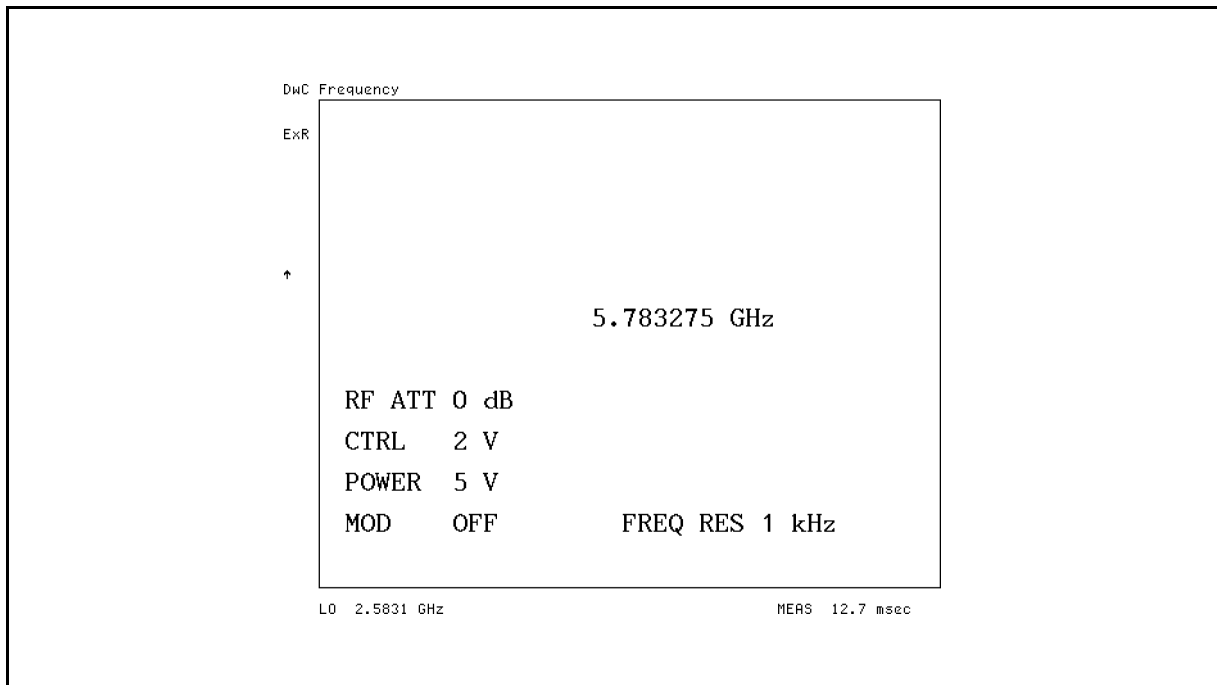 DwC Frequency
ExR
↑
5.783275 GHz
RF ATT 0 dB
CTRL 2 V
POWER 5 V
MOD OFF FREQ RES 1 kHz
LO 2.5831 GHz MEAS 12.7 msec